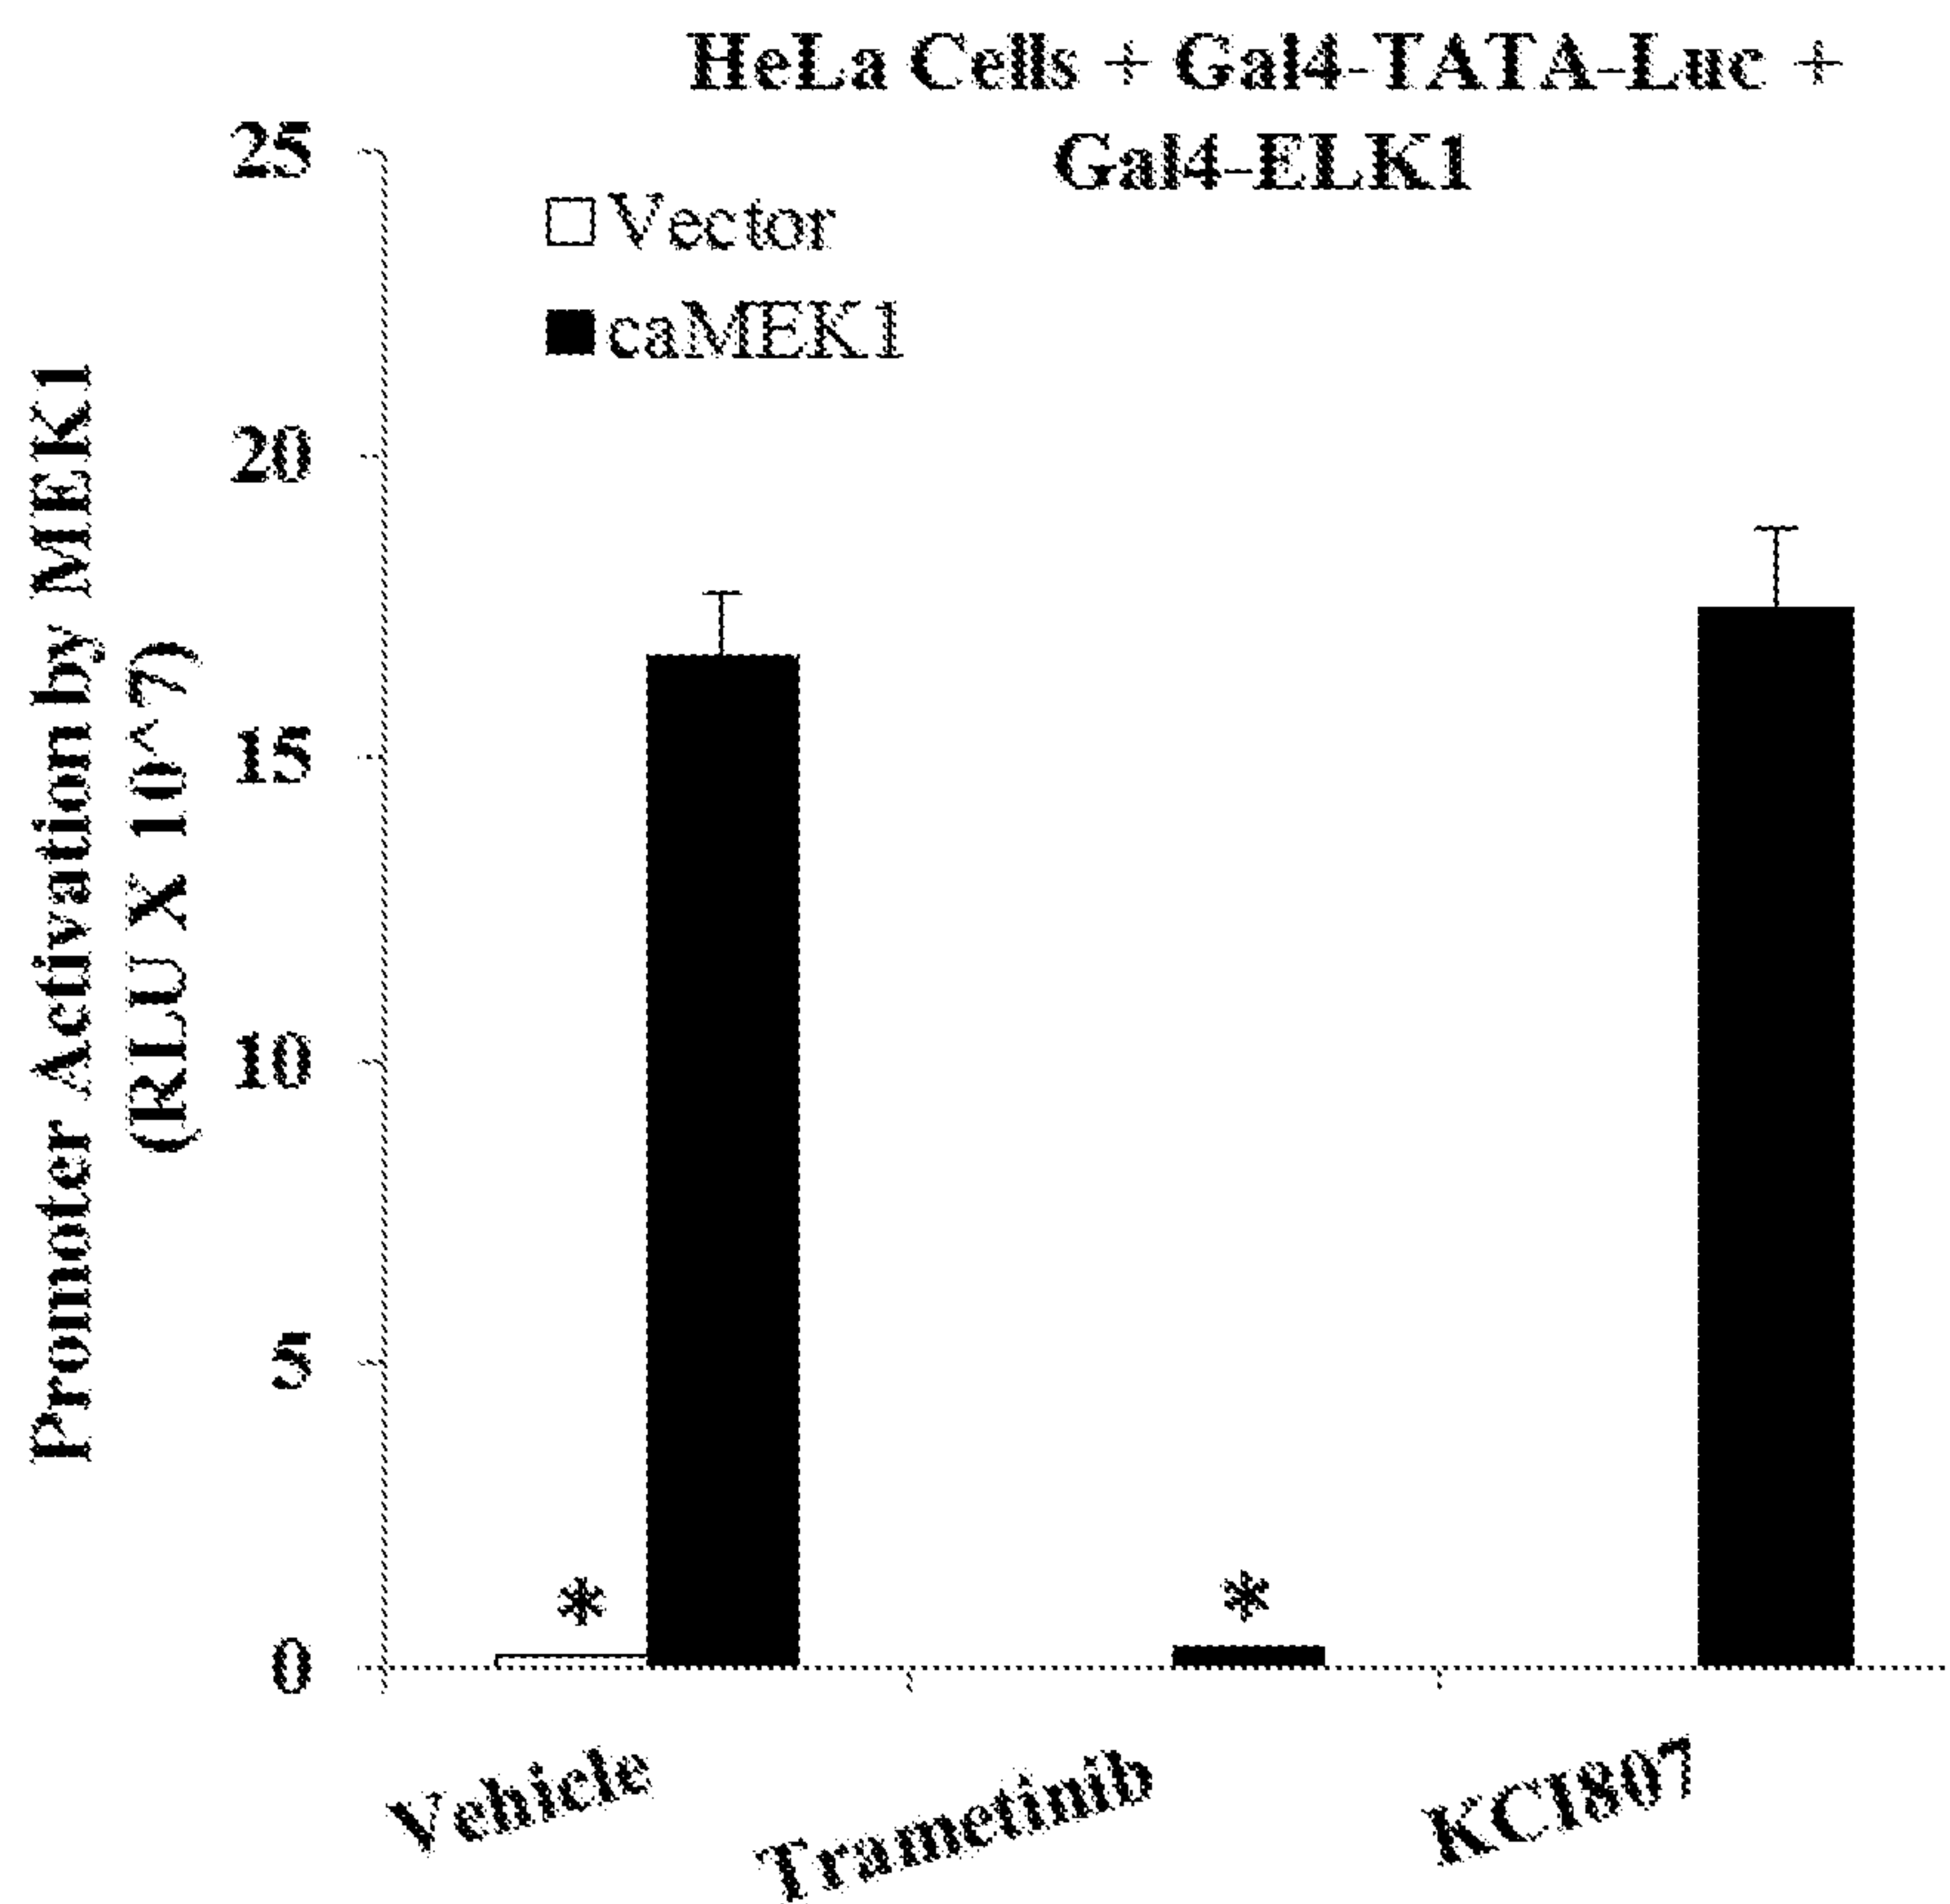 HeLa Cells + Gal4-TATA-Luc +
Gal4-ELK1
Vector
caMEK1
Promoter Activation by MEK1
(RLU X 10^7)
25
20
15
10
5
0
*
*
Vehicle
Trametinib
KCI807